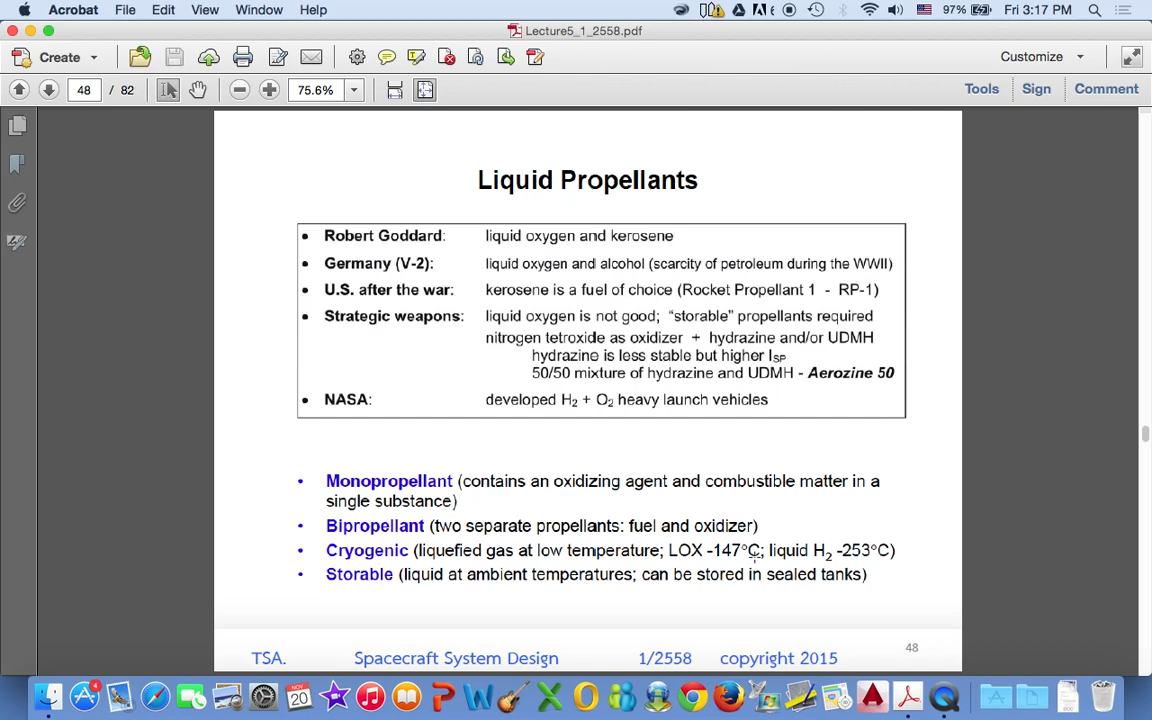 Acrobat File Edit View Window Help 6 97% Fri 3:17 PM
Lecture5_1_2558.pdf
Create Customize
48 / 82 75.6% Tools Sign Comment
Liquid Propellants
• Robert Goddard: liquid oxygen and kerosene
• Germany (V-2): liquid oxygen and alcohol (scarcity of petroleum during the WWII)
• U.S. after the war: kerosene is a fuel of choice (Rocket Propellant 1 - RP-1)
• Strategic weapons: liquid oxygen is not good; “storable” propellants required
nitrogen tetroxide as oxidizer + hydrazine and/or UDMH
hydrazine is less stable but higher ISP
50/50 mixture of hydrazine and UDMH - Aerozine 50
• NASA: developed H2 + O2 heavy launch vehicles
• Monopropellant (contains an oxidizing agent and combustible matter in a
single substance)
• Bipropellant (two separate propellants: fuel and oxidizer)
• Cryogenic (liquefied gas at low temperature; LOX -147°C; liquid H2 -253°C)
• Storable (liquid at ambient temperatures; can be stored in sealed tanks)
48
TSA. Spacecraft System Design 1/2558 copyright 2015
4
NOV
20